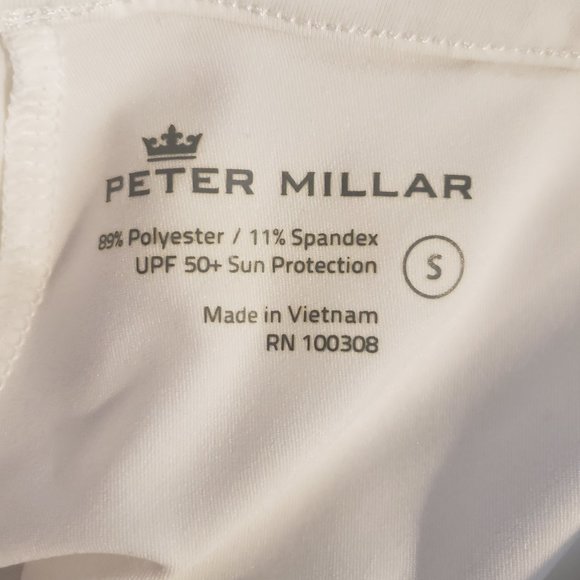 PETER MILLAR
89% Polyester / 11% Spandex
UPF 50+ Sun Protection
S
Made in Vietnam
RN 100308